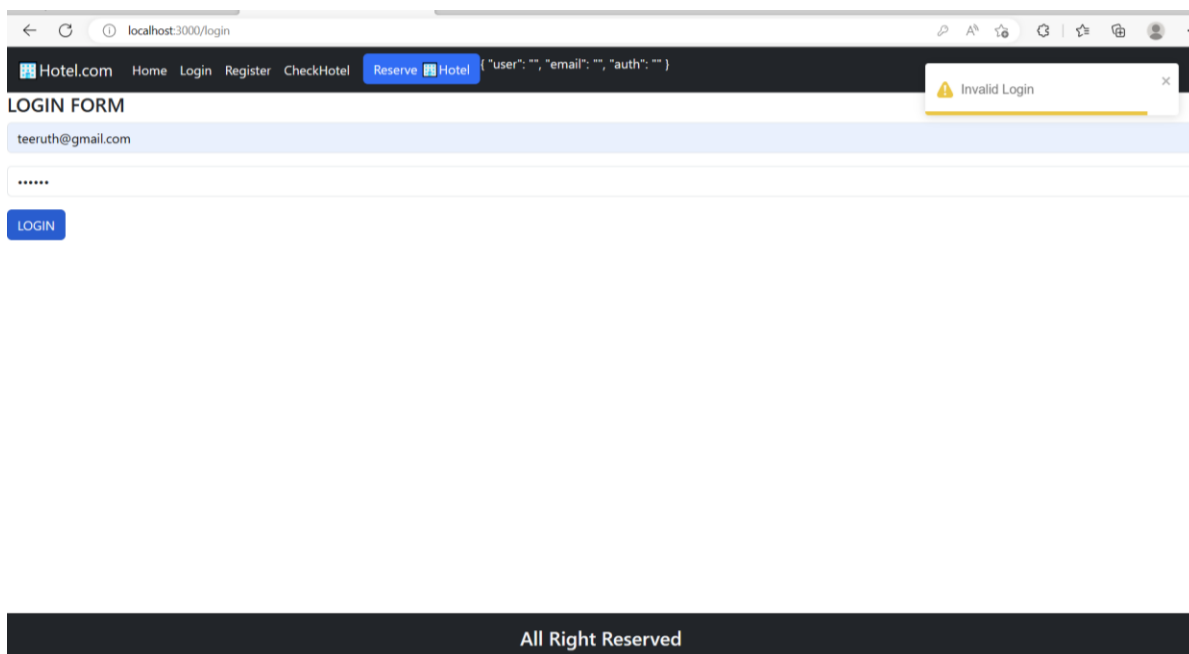 localhost:3000/login
Hotel.com Home Login Register CheckHotel Reserve Hotel { "user": "", "email": "", "auth": "" }
Invalid Login
LOGIN FORM
teeruth@gmail.com
••••••
LOGIN
All Right Reserved